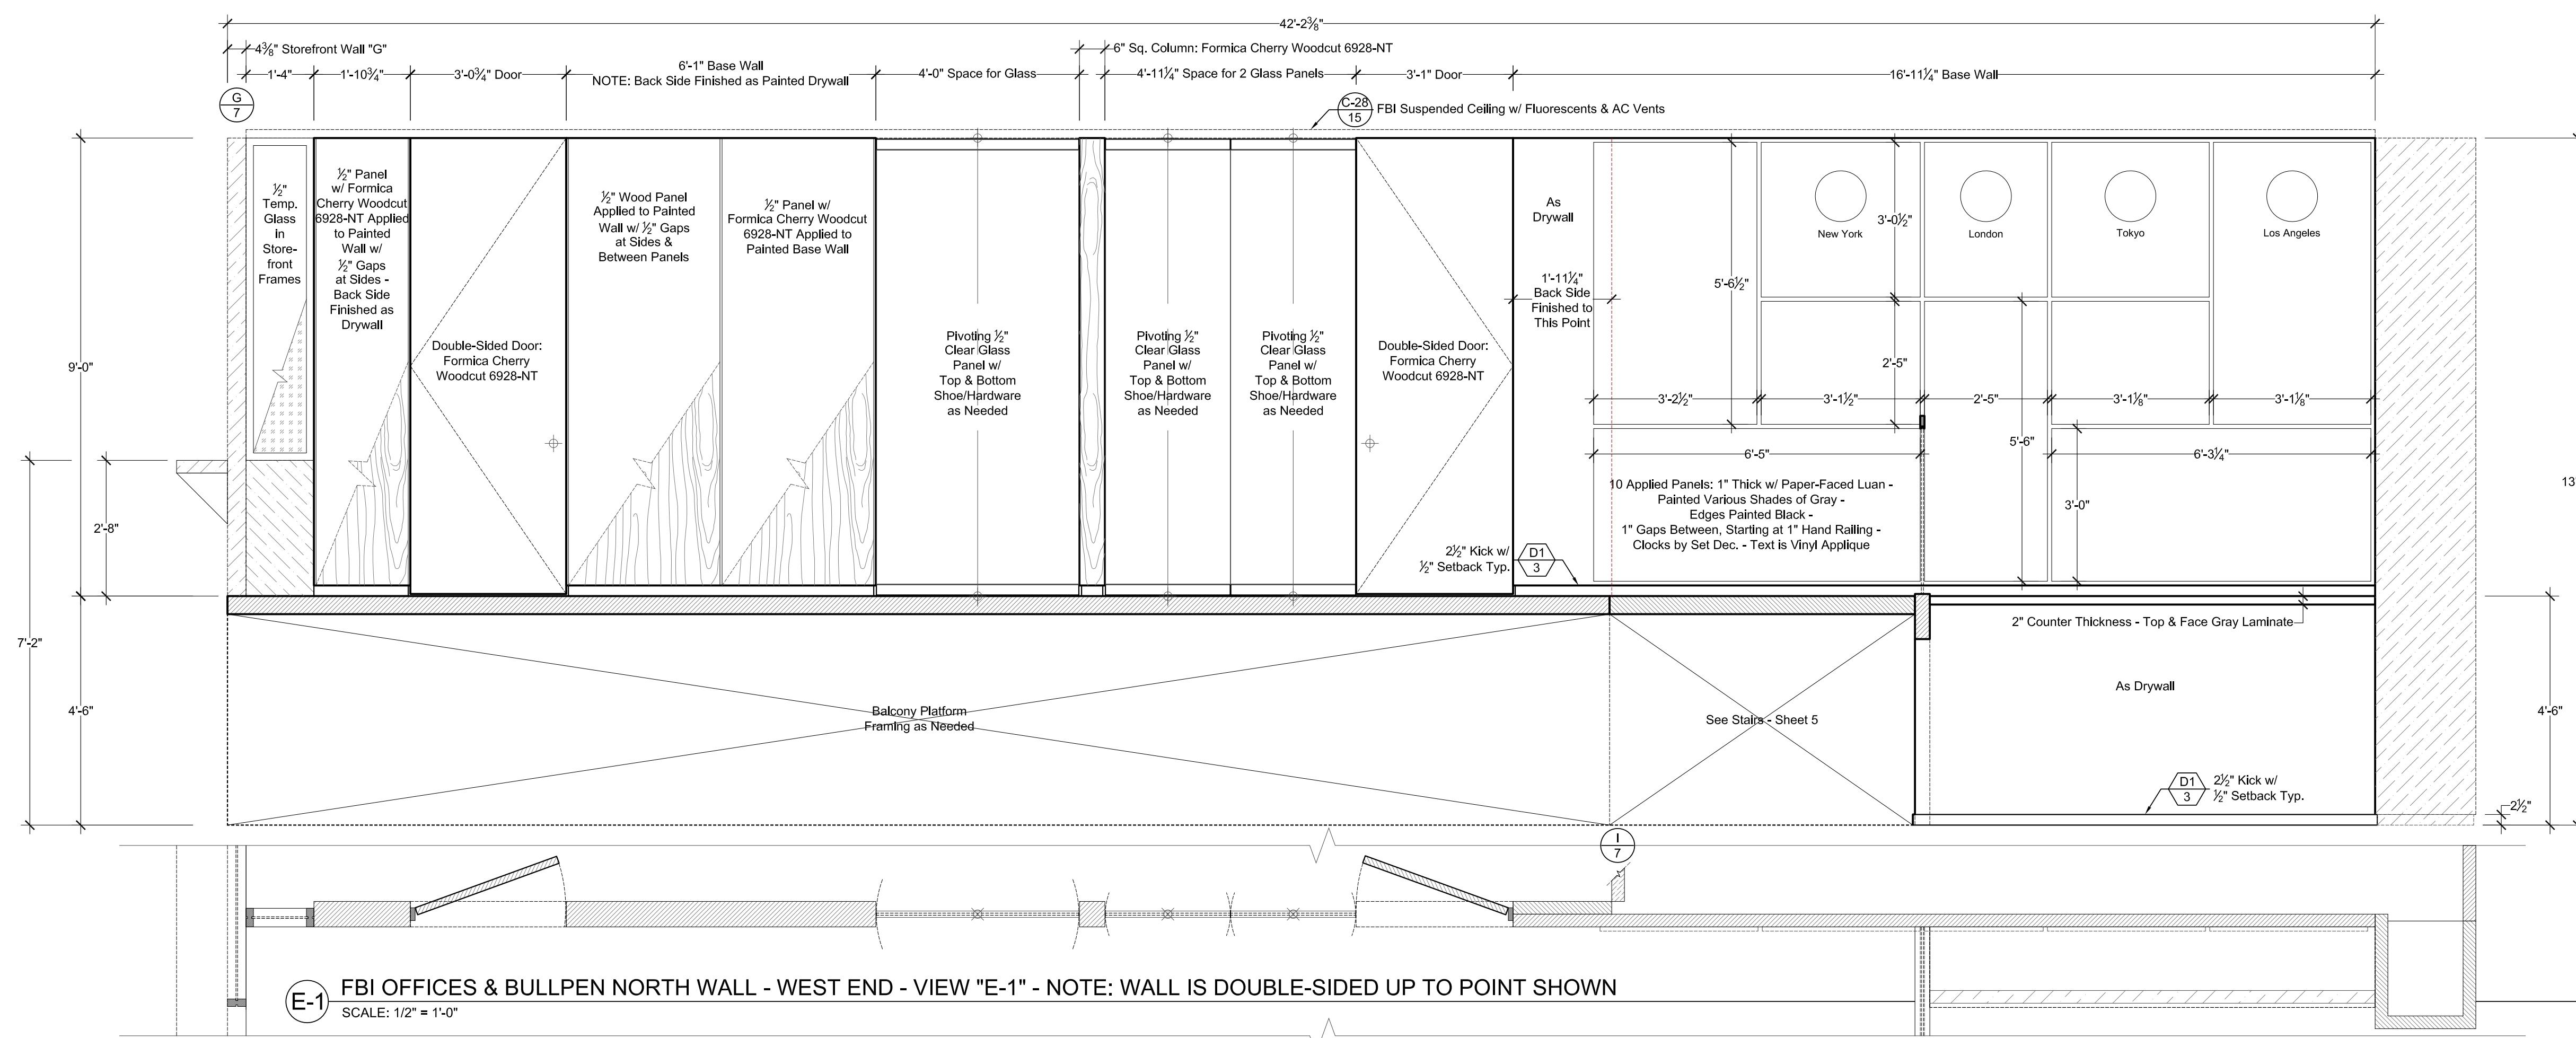 42'-2⅜"
4⅜" Storefront Wall "G"
6" Sq. Column: Formica Cherry Woodcut 6928-NT
1'-4"
1'-10¾"
3'-0¾" Door
6'-1" Base Wall
NOTE: Back Side Finished as Painted Drywall
4'-0" Space for Glass
4'-11¼" Space for 2 Glass Panels
3'-1" Door
16'-11¼" Base Wall
G
7
C-28
15
FBI Suspended Ceiling w/ Fluorescents & AC Vents
½"
Temp.
Glass
in
Store-
front
Frames
½" Panel
w/ Formica
Cherry Woodcut
6928-NT Applied
to Painted
Wall w/
½" Gaps
at Sides -
Back Side
Finished as
Drywall
Double-Sided Door:
Formica Cherry
Woodcut 6928-NT
½" Wood Panel
Applied to Painted
Wall w/ ½" Gaps
at Sides &
Between Panels
½" Panel w/
Formica Cherry Woodcut
6928-NT Applied to
Painted Base Wall
Pivoting ½"
Clear Glass
Panel w/
Top & Bottom
Shoe/Hardware
as Needed
Pivoting ½"
Clear Glass
Panel w/
Top & Bottom
Shoe/Hardware
as Needed
Pivoting ½"
Clear Glass
Panel w/
Top & Bottom
Shoe/Hardware
as Needed
Double-Sided Door:
Formica Cherry
Woodcut 6928-NT
As
Drywall
1'-11¼"
Back Side
Finished to
This Point
New York
London
Tokyo
Los Angeles
3'-0½"
5'-6½"
2'-5"
3'-2½"
3'-1½"
2'-5"
3'-1⅛"
3'-1⅛"
5'-6"
6'-5"
6'-3¼"
3'-0"
10 Applied Panels: 1" Thick w/ Paper-Faced Luan -
Painted Various Shades of Gray -
Edges Painted Black -
1" Gaps Between, Starting at 1" Hand Railing -
Clocks by Set Dec. - Text is Vinyl Applique
2½" Kick w/
½" Setback Typ.
D1
3
9'-0"
2'-8"
7'-2"
4'-6"
13'
2" Counter Thickness - Top & Face Gray Laminate
As Drywall
Balcony Platform
Framing as Needed
See Stairs - Sheet 5
4'-6"
D1
3
2½" Kick w/
½" Setback Typ.
2½"
I
7
E-1
FBI OFFICES & BULLPEN NORTH WALL - WEST END - VIEW "E-1" - NOTE: WALL IS DOUBLE-SIDED UP TO POINT SHOWN
SCALE: 1/2" = 1'-0"